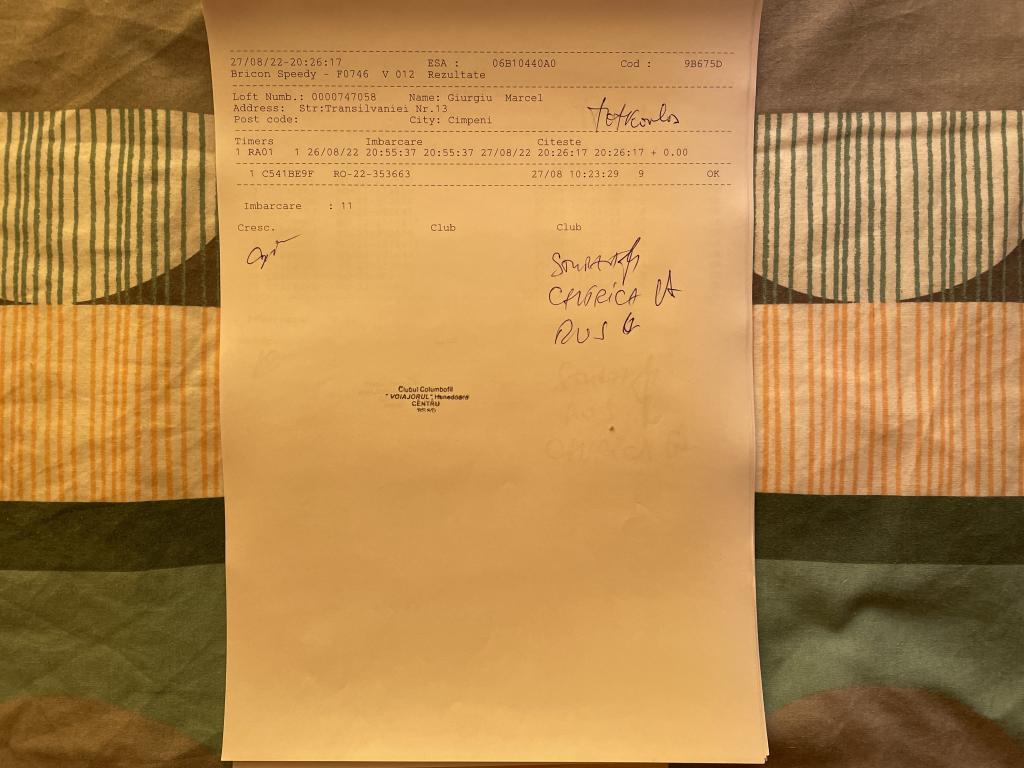 27/08/22-20:26:17 ESA : 06B10440A0 Cod : 9B675D
Bricon Speedy - F0746 V 012 Rezultate
Loft Numb.: 0000747058 Name: Giurgiu Marcel
Address: Str:Transilvaniei Nr.13
Post code: City: Cimpeni
Timers Imbarcare Citeste
1 RA01 1 26/08/22 20:55:37 20:55:37 27/08/22 20:26:17 20:26:17 + 0.00
1 C541BE9F RO-22-353663 27/08 10:23:29 9 OK
Imbarcare : 11
Cresc. Club Club
RUS
Clubul Columbofil
"VOIAJORUL", Hunedoara
CENTRU